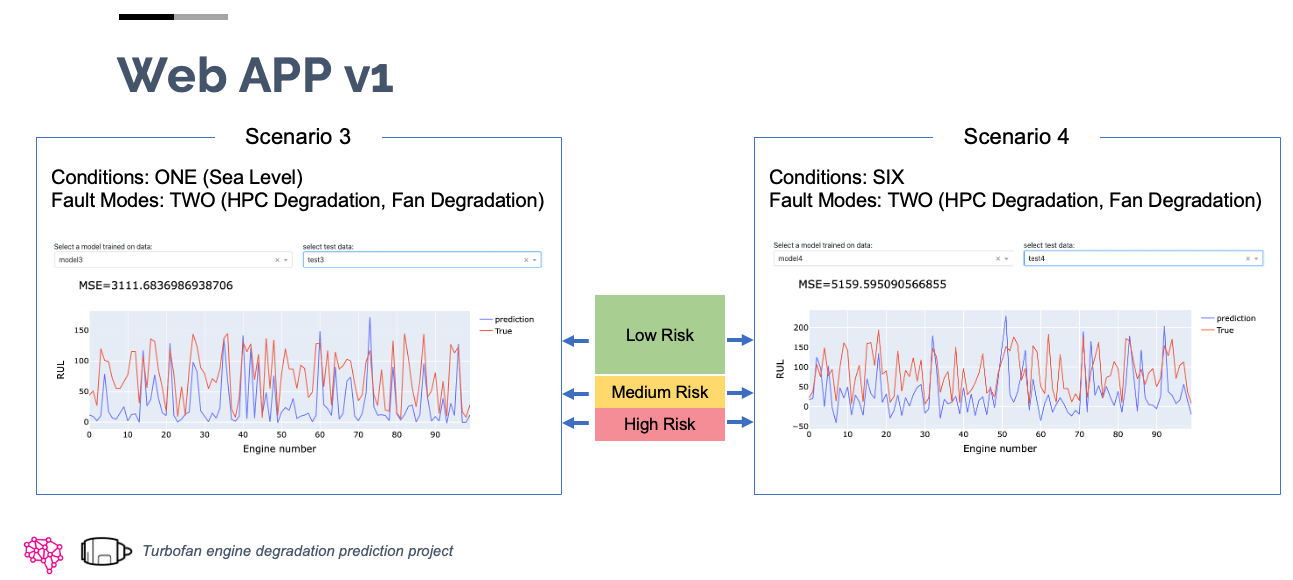 Web APP v1
Scenario 3
Conditions: ONE (Sea Level)
Fault Modes: TWO (HPC Degradation, Fan Degradation)
Select a model trained on data:
select test data:
model3
× 
test3
× 
MSE=3111.6836986938706
150
100
50
0
RUL
0 10 20 30 40 50 60 70 80 90
Engine number
prediction
True
Low Risk
Medium Risk
High Risk
Scenario 4
Conditions: SIX
Fault Modes: TWO (HPC Degradation, Fan Degradation)
Select a model trained on data:
select test data:
model4
× 
test4
× 
MSE=5159.595090566855
200
150
100
50
0
−50
RUL
0 10 20 30 40 50 60 70 80 90
Engine number
prediction
True
Turbofan engine degradation prediction project